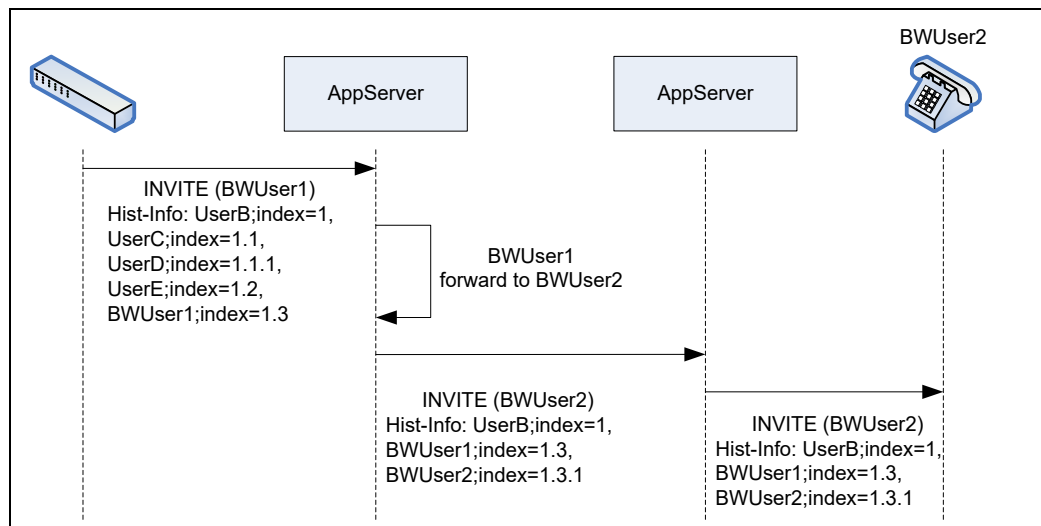 BWUser2
AppServer
AppServer
INVITE (BWUser1)
Hist-Info: UserB;index=1,
UserC;index=1.1,
UserD;index=1.1.1,
UserE;index=1.2,
BWUser1;index=1.3
BWUser1
forward to BWUser2
INVITE (BWUser2)
Hist-Info: UserB;index=1,
BWUser1;index=1.3,
BWUser2;index=1.3.1
INVITE (BWUser2)
Hist-Info: UserB;index=1,
BWUser1;index=1.3,
BWUser2;index=1.3.1